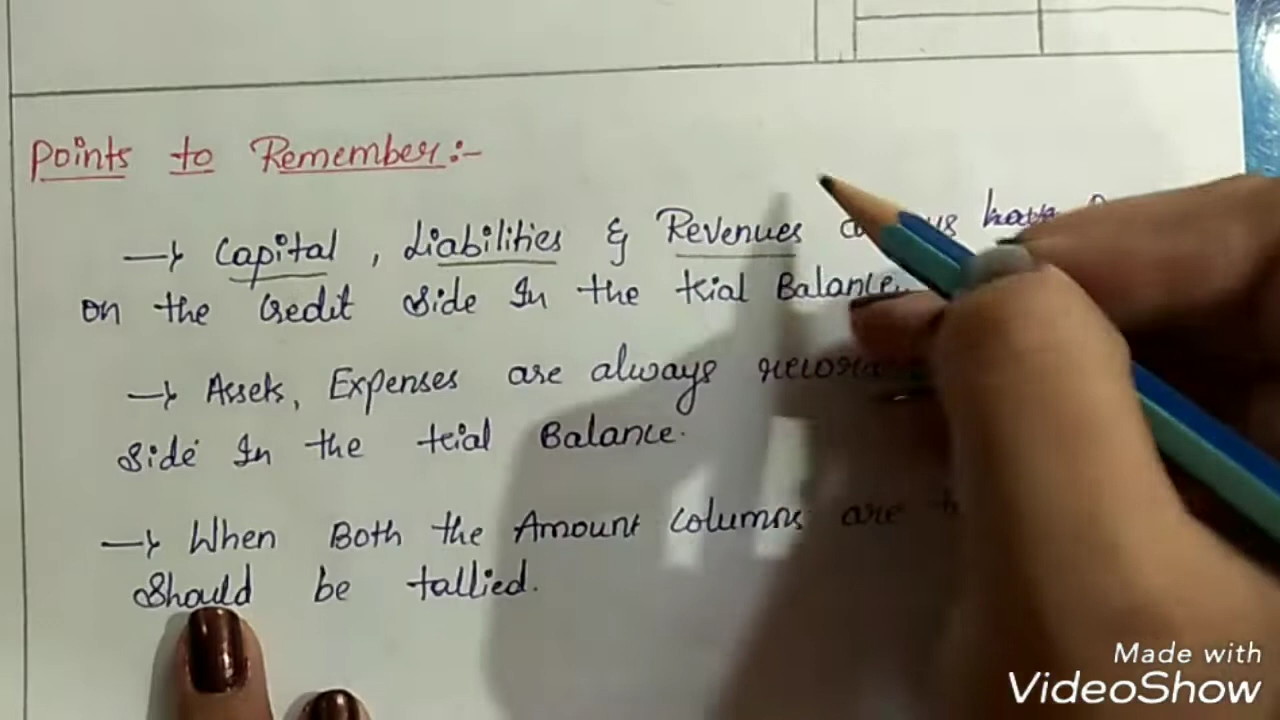 Points to Remember:-
→ Capital, Liabilities & Revenues have
on the Credit Side In the trial Balance.
→ Assets, Expenses are always
Side In the trial Balance.
→ When Both the Amount columns are
Should be tallied.
Made with
VideoShow